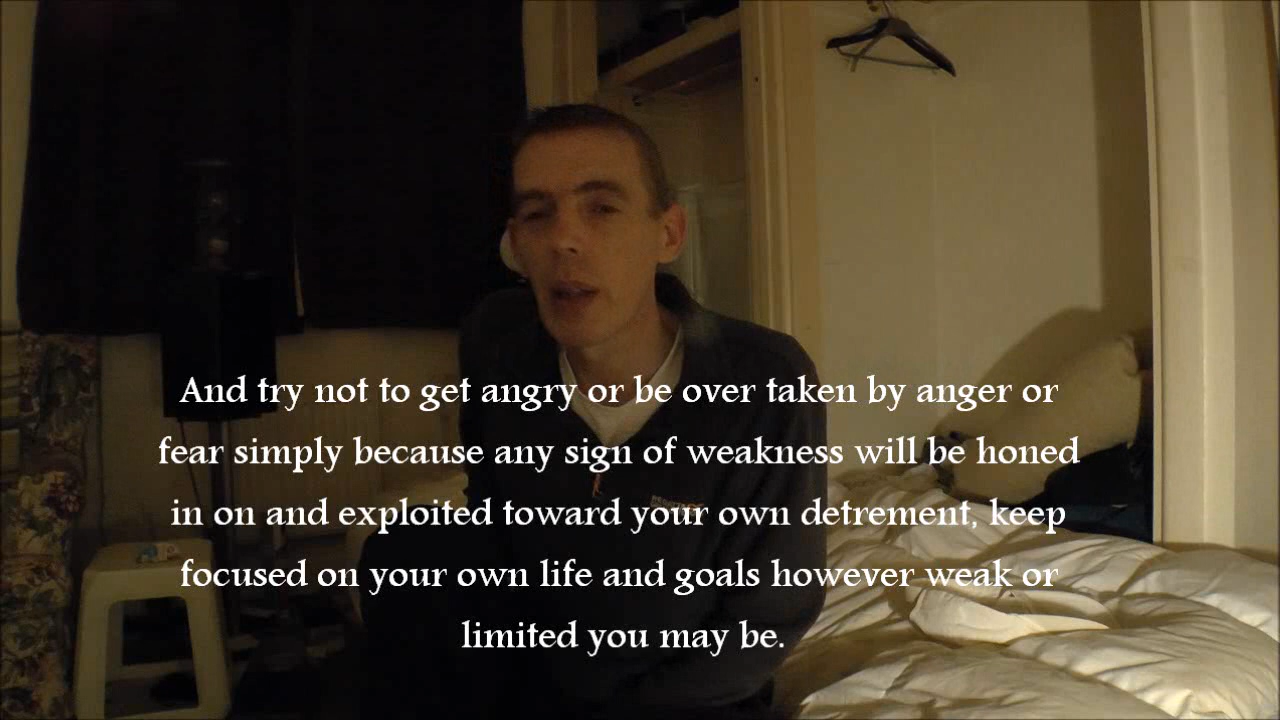 And try not to get angry or be over taken by anger or
fear simply because any sign of weakness will be honed
in on and exploited toward your own detrement, keep
focused on your own life and goals however weak or
limited you may be.